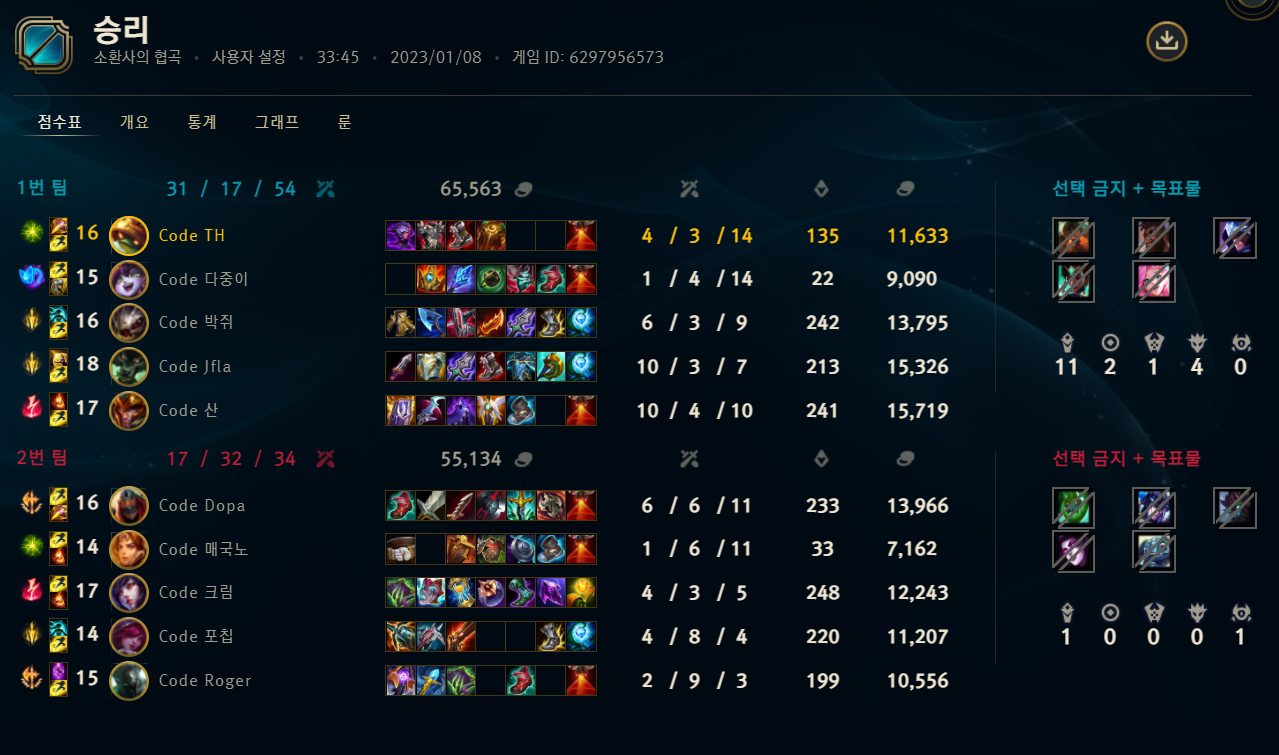 승리
소환사의 협곡 • 사용자 설정 • 33:45 • 2023/01/08 • 게임 ID: 6297956573
점수표 개요 통계 그래프 룬
1번 팀 31 / 17 / 54 65,563 선택 금지 + 목표물
16 Code TH 4 / 3 / 14 135 11,633
15 Code 다중이 1 / 4 / 14 22 9,090
16 Code 박쥐 6 / 3 / 9 242 13,795
18 Code Jfla 10 / 3 / 7 213 15,326
11 2 1 4 0
17 Code 산 10 / 4 / 10 241 15,719
2번 팀 17 / 32 / 34 55,134 선택 금지 + 목표물
16 Code Dopa 6 / 6 / 11 233 13,966
14 Code 매국노 1 / 6 / 11 33 7,162
17 Code 크림 4 / 3 / 5 248 12,243
14 Code 포칩 4 / 8 / 4 220 11,207
1 0 0 0 1
15 Code Roger 2 / 9 / 3 199 10,556